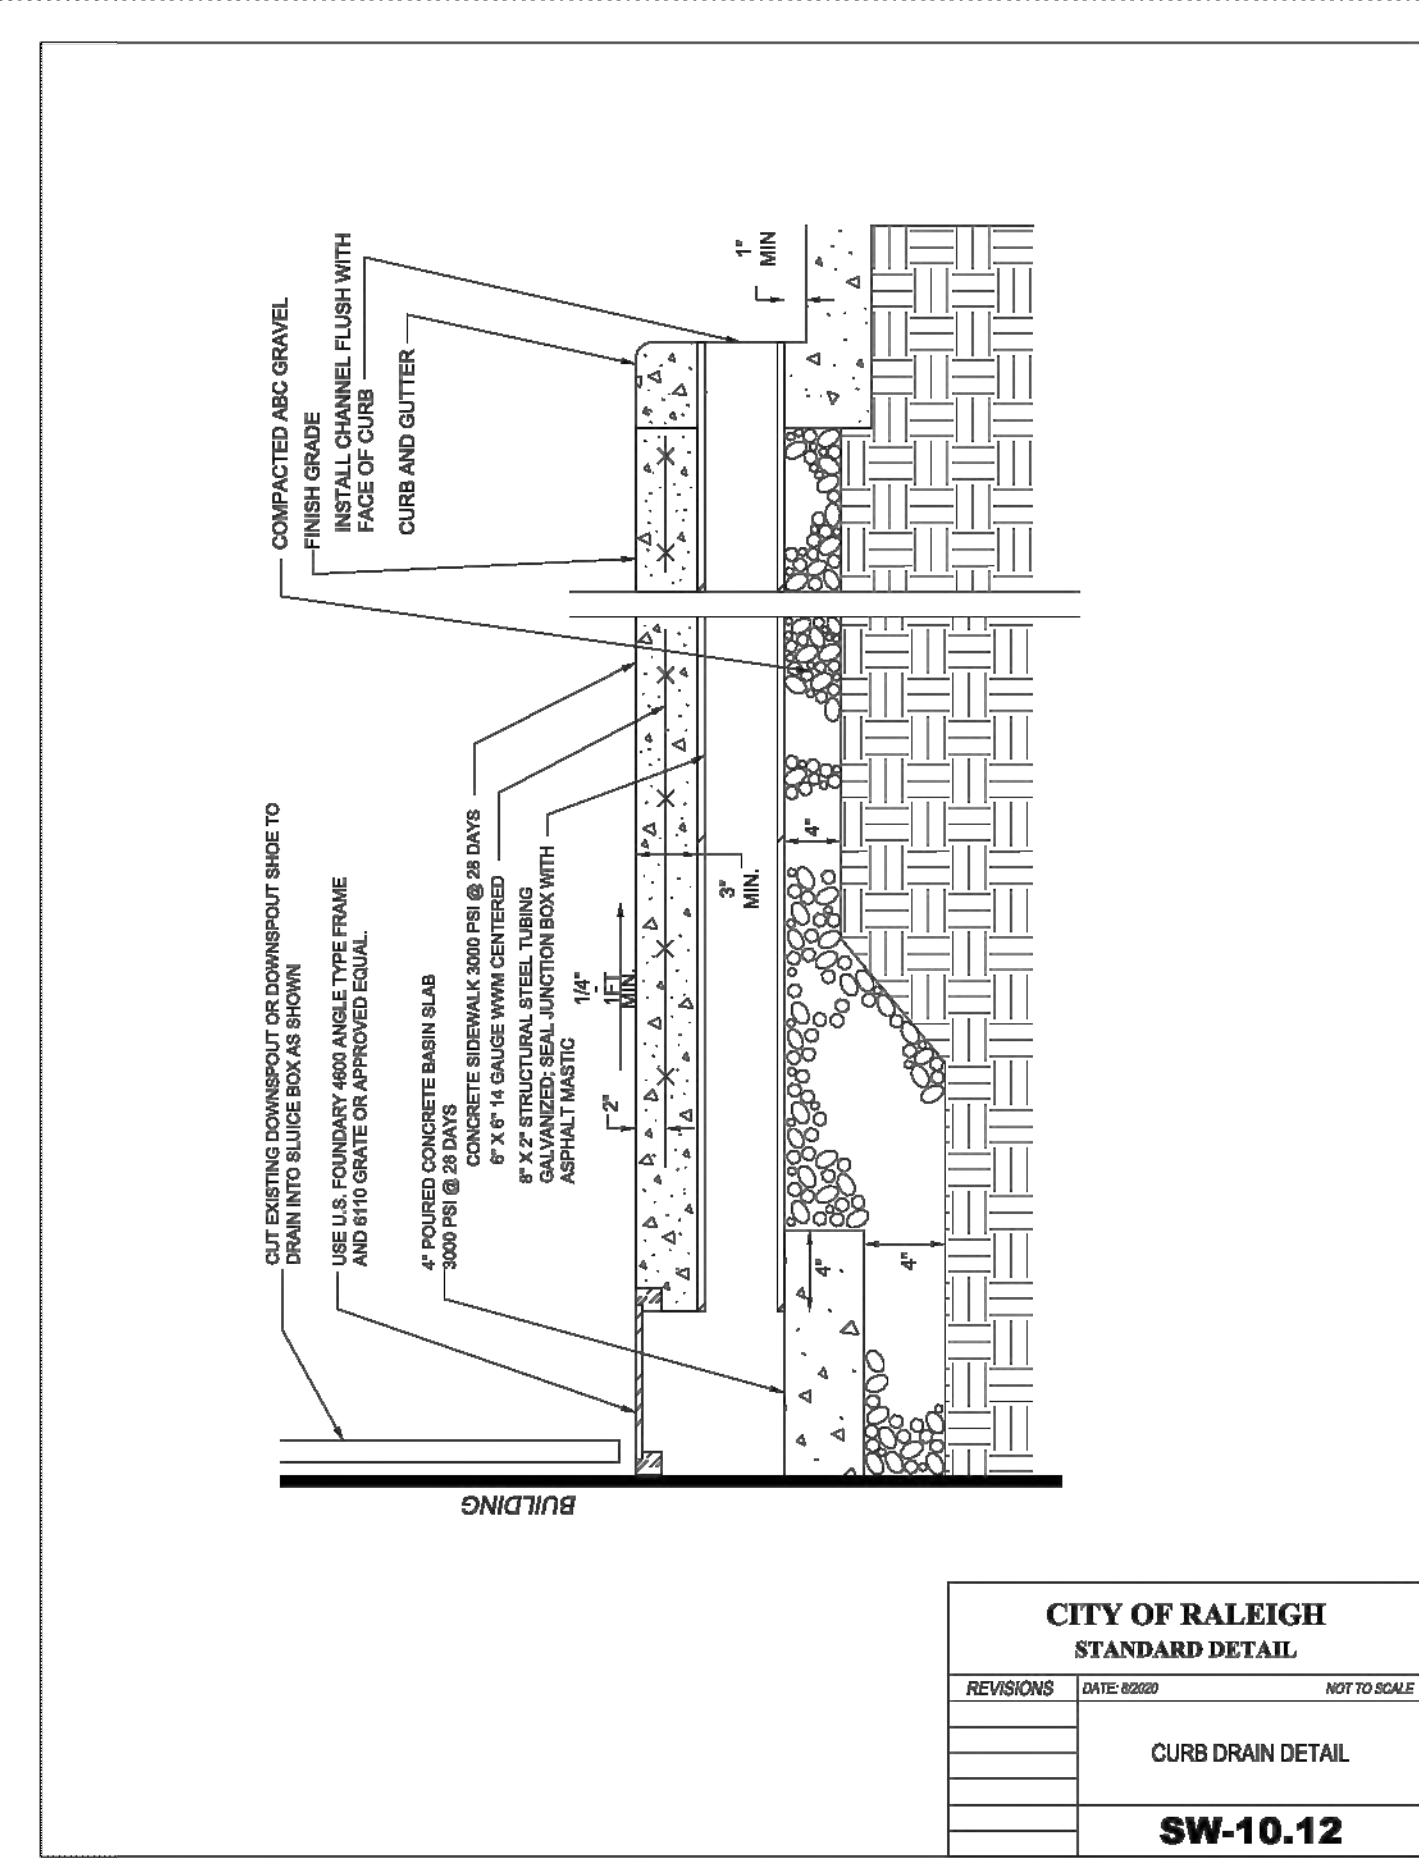 CUT EXISTING DOWNSPOUT OR DOWNSPOUT SHOE TO
DRAIN INTO SLUICE BOX AS SHOWN
USE U.S. FOUNDARY 4600 ANGLE TYPE FRAME
AND 6110 GRATE OR APPROVED EQUAL.
4" POURED CONCRETE BASIN SLAB
3000 PSI @ 28 DAYS
CONCRETE SIDEWALK 3000 PSI @ 28 DAYS
6" X 6" 14 GAUGE WWM CENTERED
8" X 2" STRUCTURAL STEEL TUBING
GALVANIZED; SEAL JUNCTION BOX WITH
ASPHALT MASTIC
COMPACTED ABC GRAVEL
FINISH GRADE
INSTALL CHANNEL FLUSH WITH
FACE OF CURB
CURB AND GUTTER
1/4"
1FT
MIN.
2"
3"
MIN.
1"
MIN
4"
4"
4"
BUILDING
CITY OF RALEIGH
STANDARD DETAIL
REVISIONS
DATE: 8/2020
NOT TO SCALE
CURB DRAIN DETAIL
SW-10.12